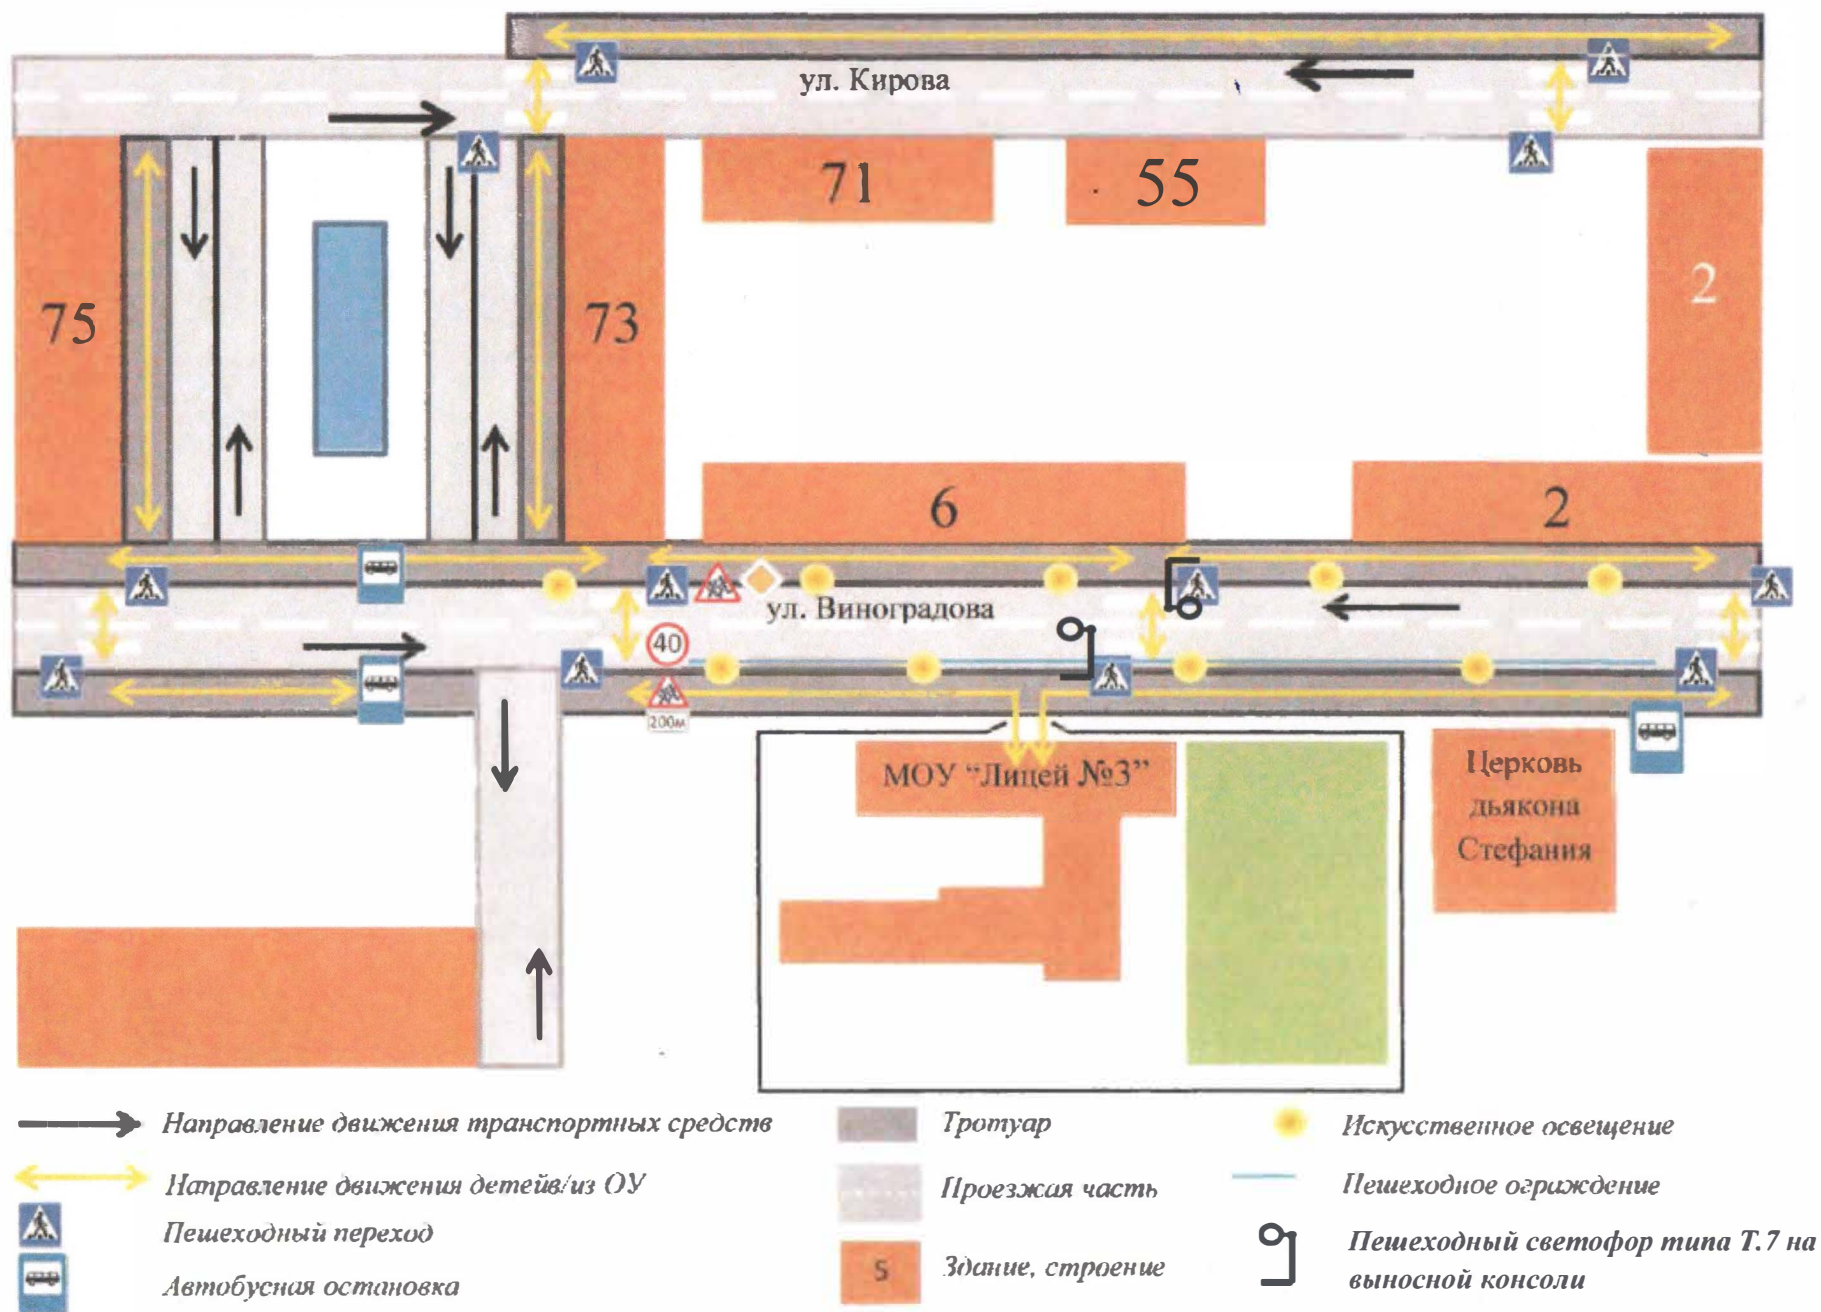 ул. Кирова
71
55
2
75
73
6
2
ул. Виноградова
40
200м
МОУ “Лицей №3”
Церковь
дьякона
Стефания
Направление движения транспортных средств
Тротуар
Искусственное освещение
Направление движения детейв/из ОУ
Проезжая часть
Пешеходное ограждение
Пешеходный переход
Пешеходный светофор типа Т.7 на
выносной консоли
5
Здание, строение
Автобусная остановка